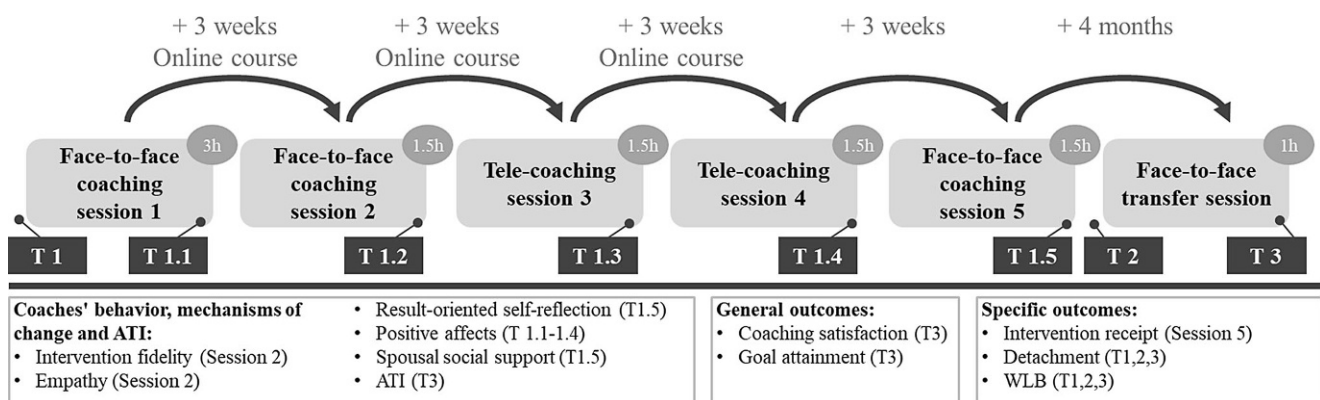 + 3 weeks
Online course
+ 3 weeks
Online course
+ 3 weeks
Online course
+ 3 weeks
+ 4 months
3h
Face-to-face
coaching
session 1
1.5h
Face-to-face
coaching
session 2
1.5h
Tele-coaching
session 3
1.5h
Tele-coaching
session 4
1.5h
Face-to-face
coaching
session 5
1h
Face-to-face
transfer session
T 1
T 1.1
T 1.2
T 1.3
T 1.4
T 1.5
T 2
T 3
Coaches' behavior, mechanisms of
change and ATI:
• Intervention fidelity (Session 2)
• Empathy (Session 2)
• Result-oriented self-reflection (T1.5)
• Positive affects (T 1.1-1.4)
• Spousal social support (T1.5)
• ATI (T3)
General outcomes:
• Coaching satisfaction (T3)
• Goal attainment (T3)
Specific outcomes:
• Intervention receipt (Session 5)
• Detachment (T1,2,3)
• WLB (T1,2,3)